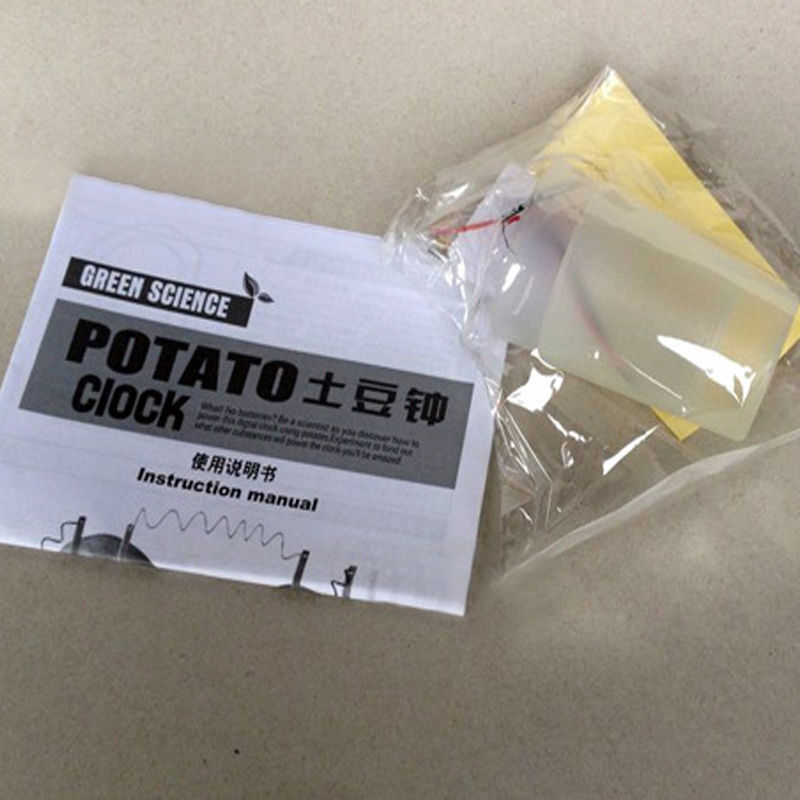 GREEN SCIENCE
POTATO 土豆钟
CLOCK
What! No batteries? Be a scientist as you discover how to
power this digital clock using potatoes.Experiment to fond out
what other substances will power the clock you'll be amazed!
使用说明书
Instruction manual